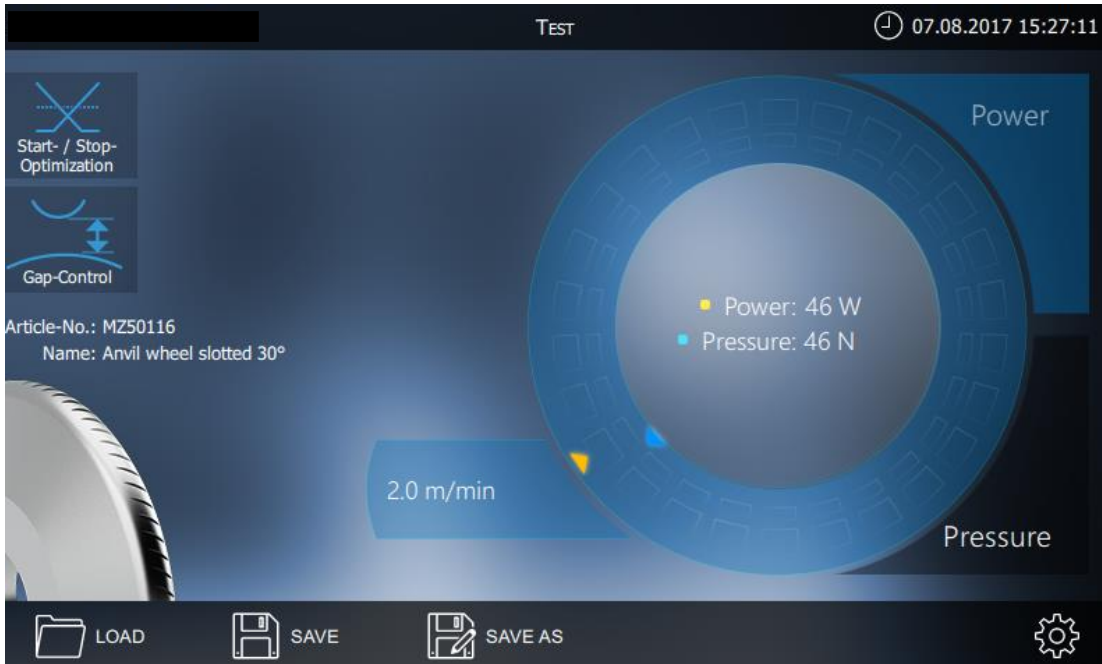 TEST
07.08.2017 15:27:11
Start- / Stop-
Optimization
Gap-Control
Article-No.: MZ50116
Name: Anvil wheel slotted 30°
Power
Power: 46 W
Pressure: 46 N
2.0 m/min
Pressure
LOAD
SAVE
SAVE AS